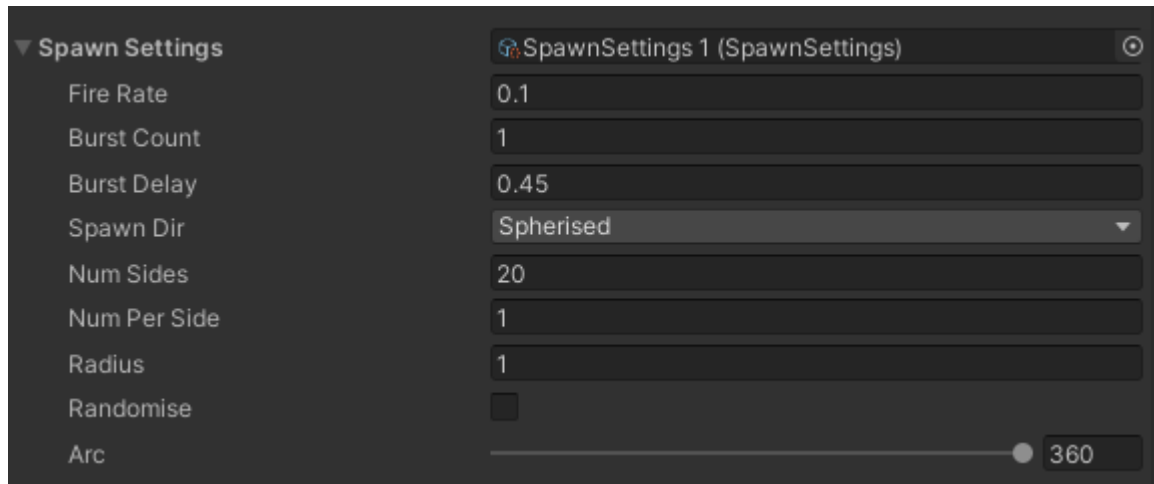 Spawn Settings SpawnSettings 1 (SpawnSettings)
Fire Rate 0.1
Burst Count 1
Burst Delay 0.45
Spawn Dir Spherised
Num Sides 20
Num Per Side 1
Radius 1
Randomise
Arc 360